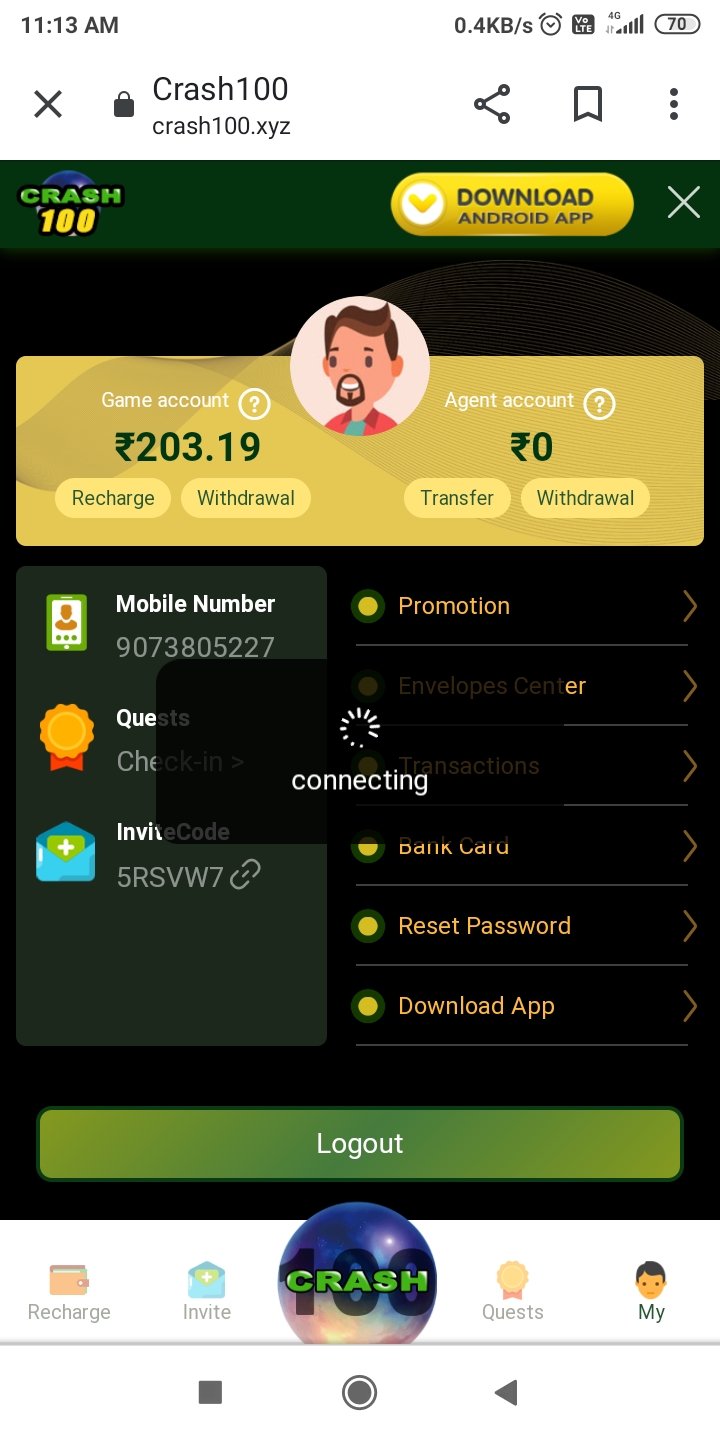 11:13 AM
0.4KB/s
Vo
LTE
4G
70
Crash100
crash100.xyz
CRASH
100
DOWNLOAD
ANDROID APP
Game account ?
Agent account ?
₹203.19
₹0
Recharge
Withdrawal
Transfer
Withdrawal
Mobile Number
9073805227
Quests
Check-in >
InviteCode
5RSVW7
Promotion
Envelopes Center
Transactions
connecting
Bank Card
Reset Password
Download App
Logout
100
CRASH
Recharge
Invite
Quests
My